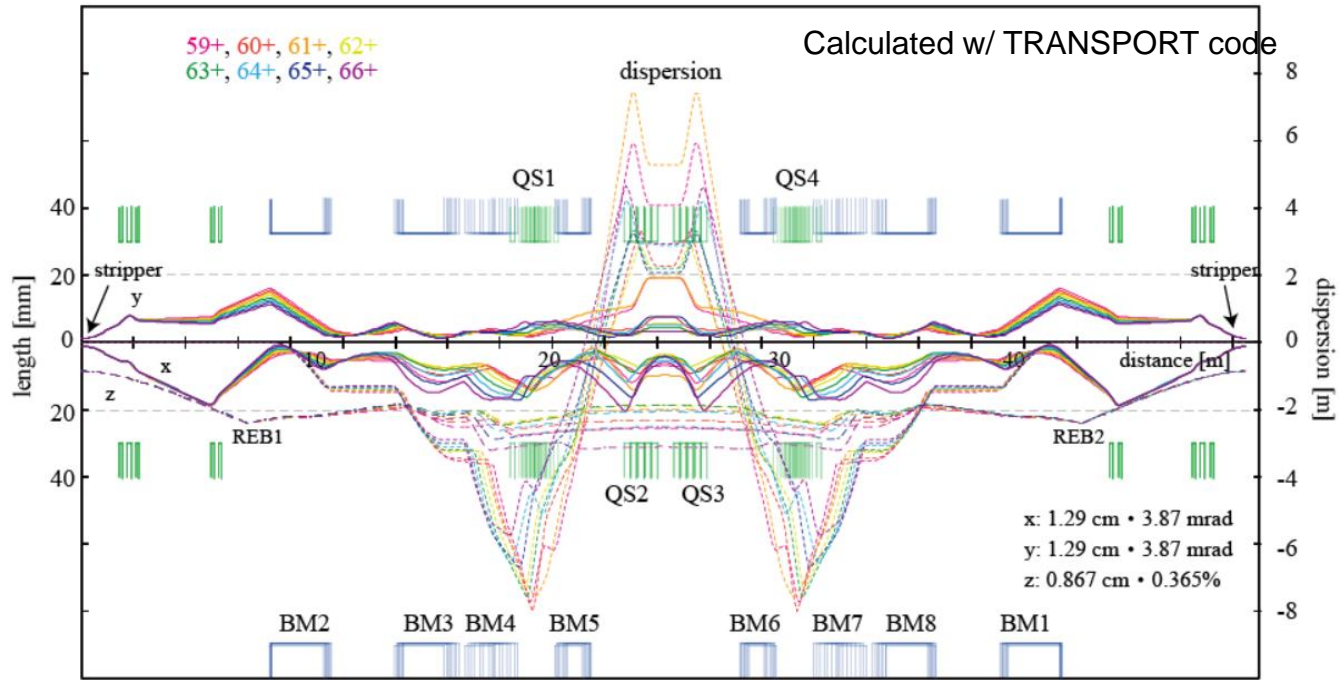 Calculated w/ TRANSPORT code
59+, 60+, 61+, 62+
63+, 64+, 65+, 66+
dispersion
8
6
QS1
QS4
40
4
20
2
stripper
stripper
y
0
10
20
30
40
distance [m]
0
length [mm]
dispersion [m]
x
z
20
-2
REB1
REB2
40
QS2
QS3
-4
x: 1.29 cm • 3.87 mrad
y: 1.29 cm • 3.87 mrad
z: 0.867 cm • 0.365%
-6
-8
BM2
BM3
BM4
BM5
BM6
BM7
BM8
BM1